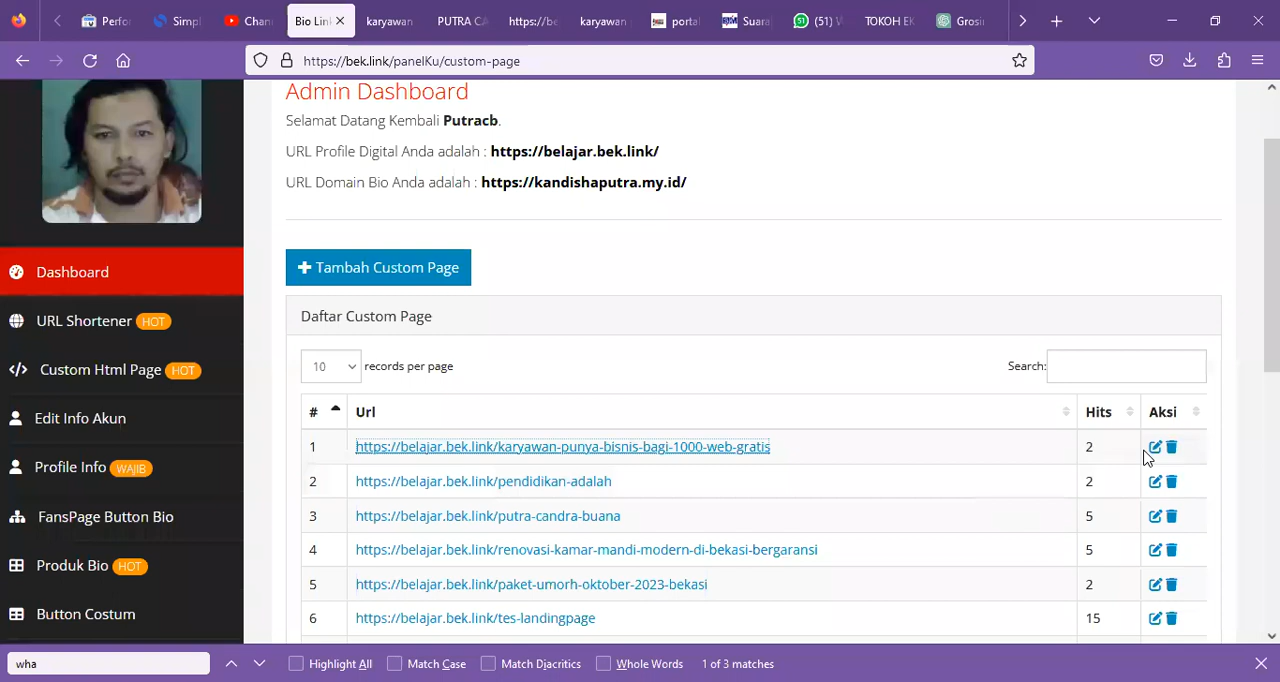 Perfor
Simpl
Chan
Bio Lin
karyawan
PUTRA CA
https://be
karyawan
portal
Suara
(51) V
TOKOH EK
Grosi
https://bek.link/panelKu/custom-page
Admin Dashboard
Selamat Datang Kembali Putracb.
URL Profile Digital Anda adalah : https://belajar.bek.link/
URL Domain Bio Anda adalah : https://kandishaputra.my.id/
Dashboard
URL Shortener HOT
Custom Html Page HOT
Edit Info Akun
Profile Info WAJIB
FansPage Button Bio
Produk Bio HOT
Button Costum
Tambah Custom Page
Daftar Custom Page
10 records per page
Search:
# Url Hits Aksi
1 https://belajar.bek.link/karyawan-punya-bisnis-bagi-1000-web-gratis 2
2 https://belajar.bek.link/pendidikan-adalah 2
3 https://belajar.bek.link/putra-candra-buana 5
4 https://belajar.bek.link/renovasi-kamar-mandi-modern-di-bekasi-bergaransi 5
5 https://belajar.bek.link/paket-umorh-oktober-2023-bekasi 2
6 https://belajar.bek.link/tes-landingpage 15
wha
Highlight All
Match Case
Match Diacritics
Whole Words
1 of 3 matches